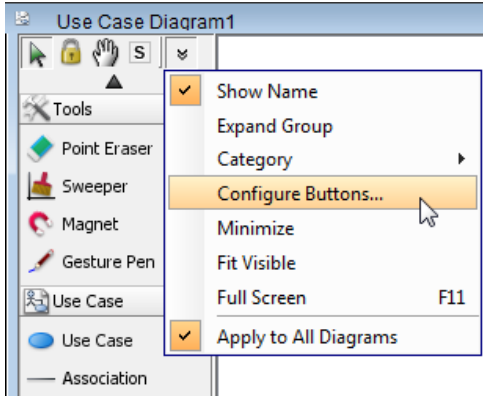 Use Case Diagram1
S
Tools
Point Eraser
Sweeper
Magnet
Gesture Pen
Use Case
Use Case
Association
Show Name
Expand Group
Category
Configure Buttons...
Minimize
Fit Visible
Full Screen F11
Apply to All Diagrams